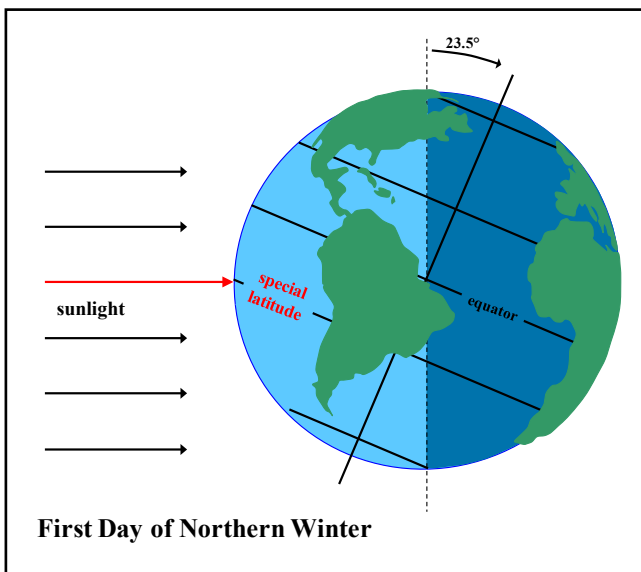 23.5°
special
latitude
equator
sunlight
First Day of Northern Winter